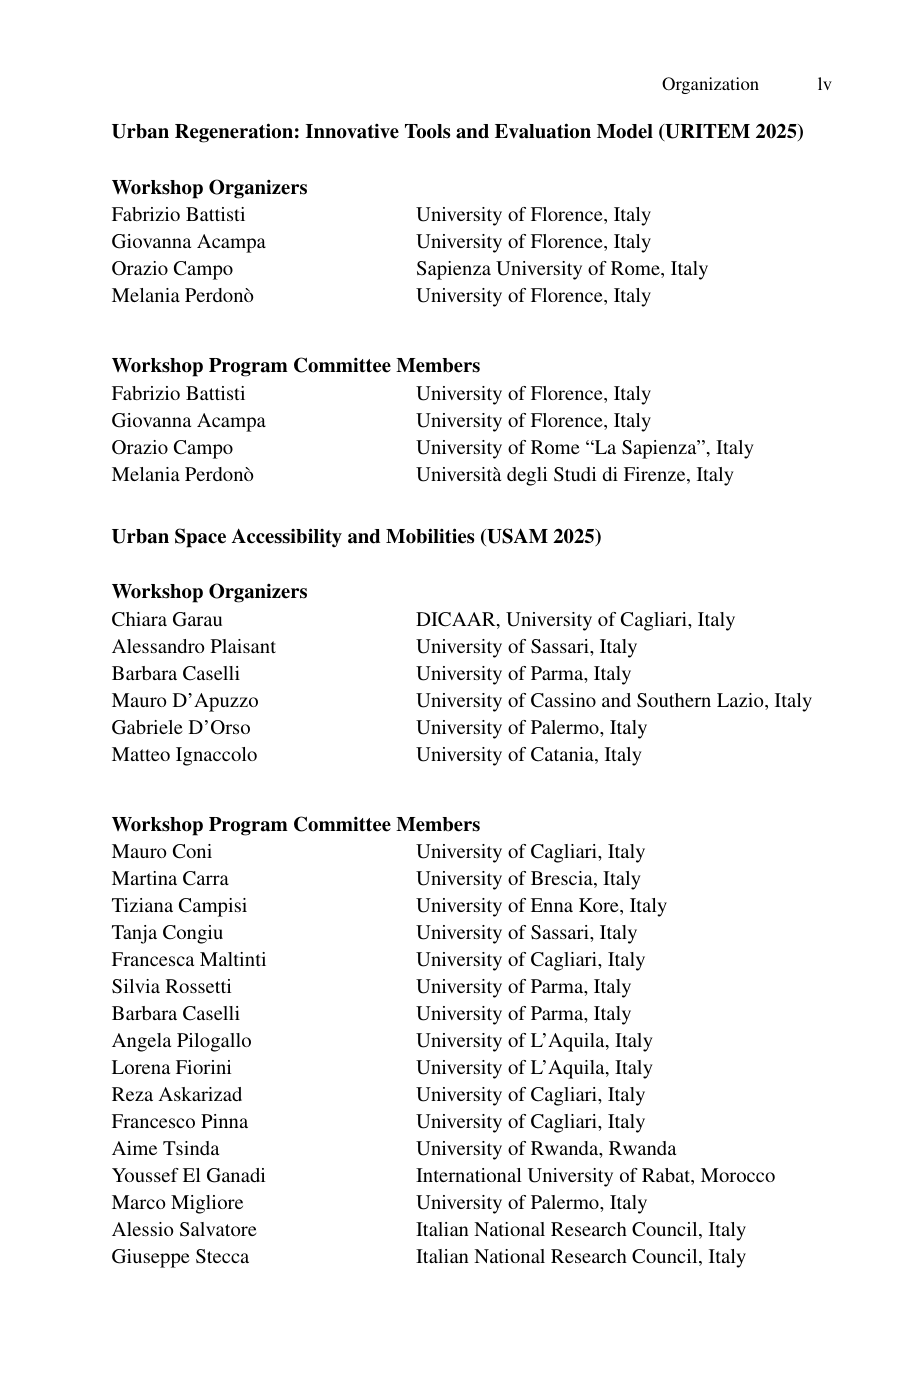 Organization lv
Urban Regeneration: Innovative Tools and Evaluation Model (URITEM 2025)
Workshop Organizers
Fabrizio Battisti University of Florence, Italy
Giovanna Acampa University of Florence, Italy
Orazio Campo Sapienza University of Rome, Italy
Melania Perdonò University of Florence, Italy
Workshop Program Committee Members
Fabrizio Battisti University of Florence, Italy
Giovanna Acampa University of Florence, Italy
Orazio Campo University of Rome “La Sapienza”, Italy
Melania Perdonò Università degli Studi di Firenze, Italy
Urban Space Accessibility and Mobilities (USAM 2025)
Workshop Organizers
Chiara Garau DICAAR, University of Cagliari, Italy
Alessandro Plaisant University of Sassari, Italy
Barbara Caselli University of Parma, Italy
Mauro D’Apuzzo University of Cassino and Southern Lazio, Italy
Gabriele D’Orso University of Palermo, Italy
Matteo Ignaccolo University of Catania, Italy
Workshop Program Committee Members
Mauro Coni University of Cagliari, Italy
Martina Carra University of Brescia, Italy
Tiziana Campisi University of Enna Kore, Italy
Tanja Congiu University of Sassari, Italy
Francesca Maltinti University of Cagliari, Italy
Silvia Rossetti University of Parma, Italy
Barbara Caselli University of Parma, Italy
Angela Pilogallo University of L’Aquila, Italy
Lorena Fiorini University of L’Aquila, Italy
Reza Askarizad University of Cagliari, Italy
Francesco Pinna University of Cagliari, Italy
Aime Tsinda University of Rwanda, Rwanda
Youssef El Ganadi International University of Rabat, Morocco
Marco Migliore University of Palermo, Italy
Alessio Salvatore Italian National Research Council, Italy
Giuseppe Stecca Italian National Research Council, Italy